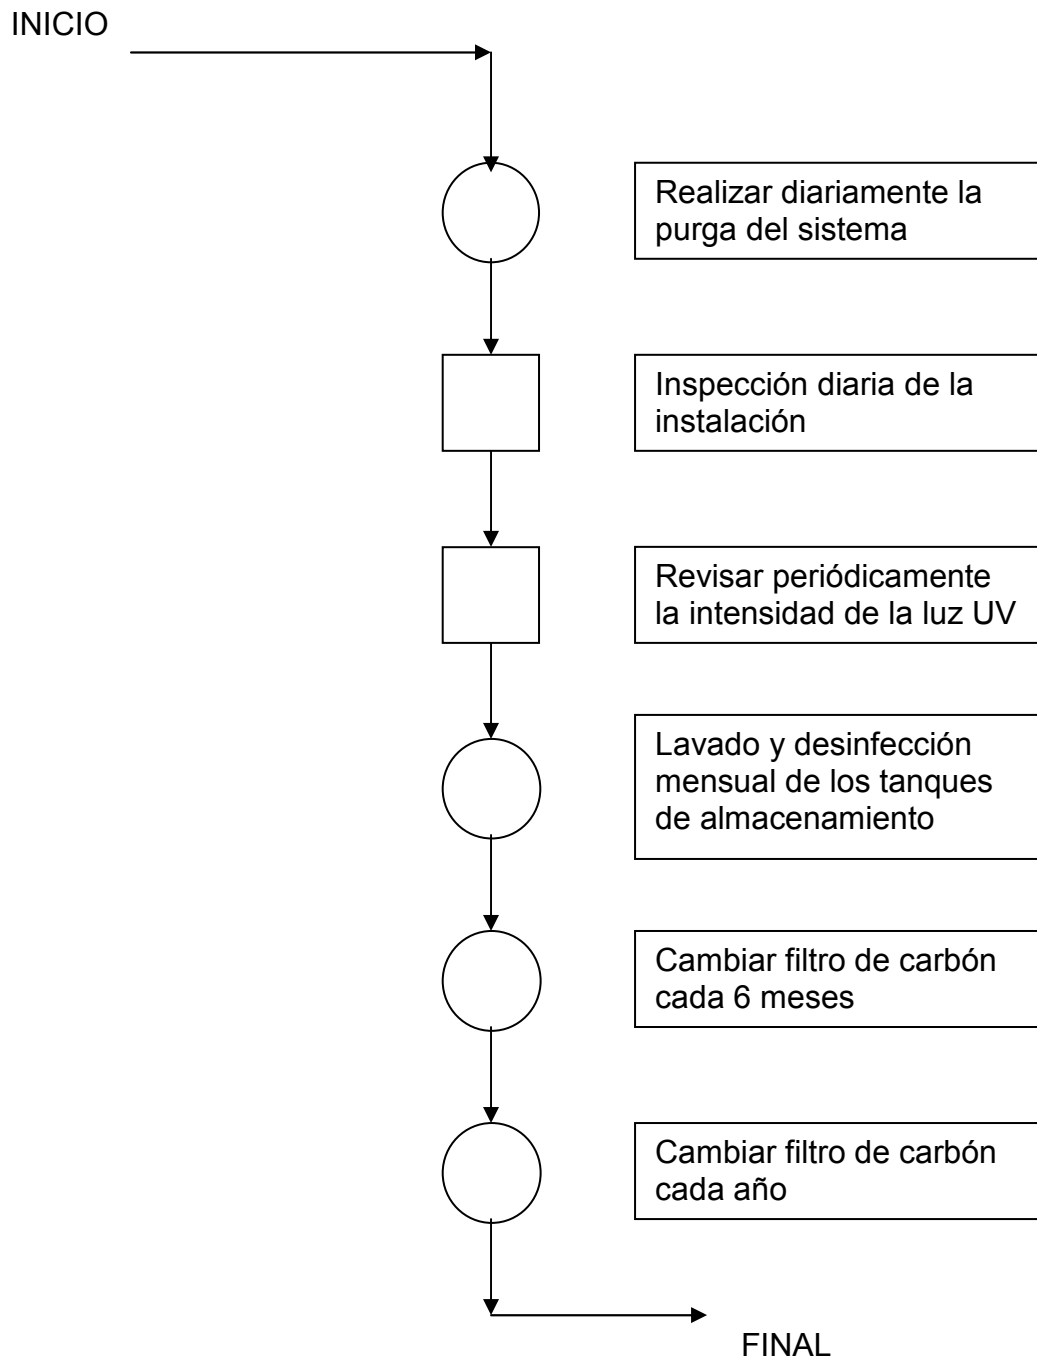 INICIO
Realizar diariamente la
purga del sistema
Inspección diaria de la
instalación
Revisar periódicamente
la intensidad de la luz UV
Lavado y desinfección
mensual de los tanques
de almacenamiento
Cambiar filtro de carbón
cada 6 meses
Cambiar filtro de carbón
cada año
FINAL